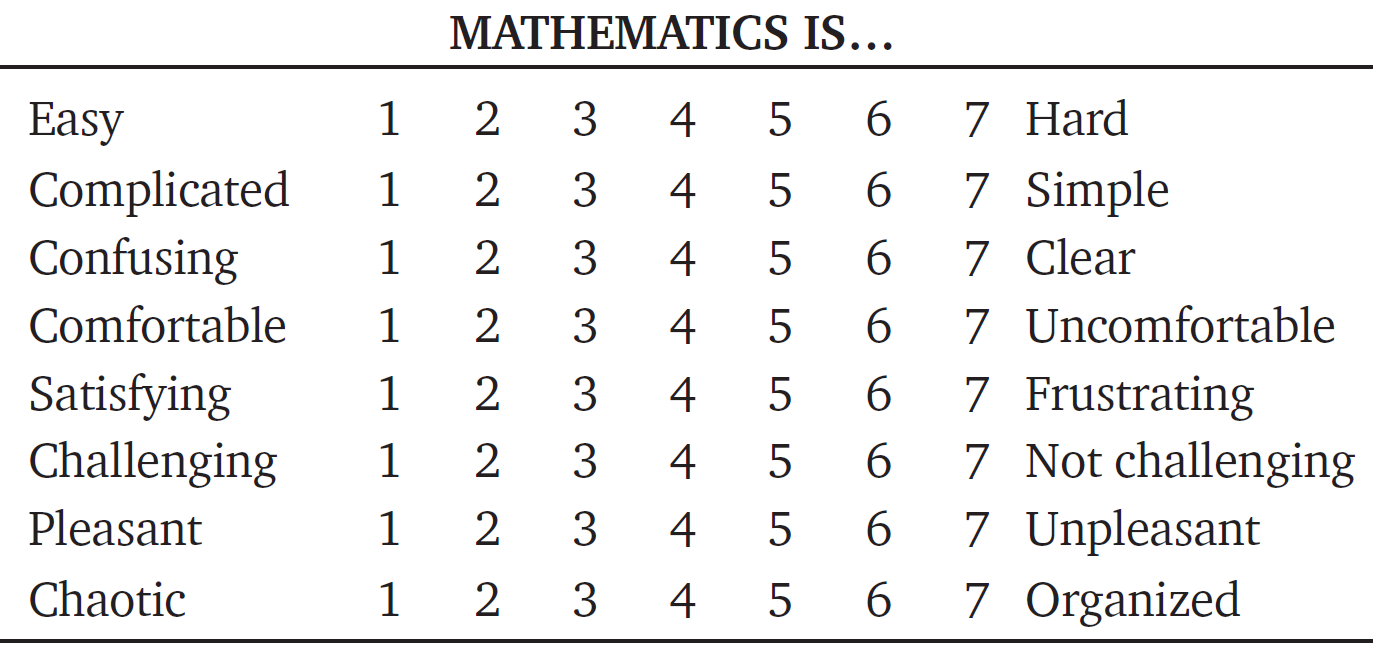 MATHEMATICS IS...
Easy 1 2 3 4 5 6 7 Hard
Complicated 1 2 3 4 5 6 7 Simple
Confusing 1 2 3 4 5 6 7 Clear
Comfortable 1 2 3 4 5 6 7 Uncomfortable
Satisfying 1 2 3 4 5 6 7 Frustrating
Challenging 1 2 3 4 5 6 7 Not challenging
Pleasant 1 2 3 4 5 6 7 Unpleasant
Chaotic 1 2 3 4 5 6 7 Organized